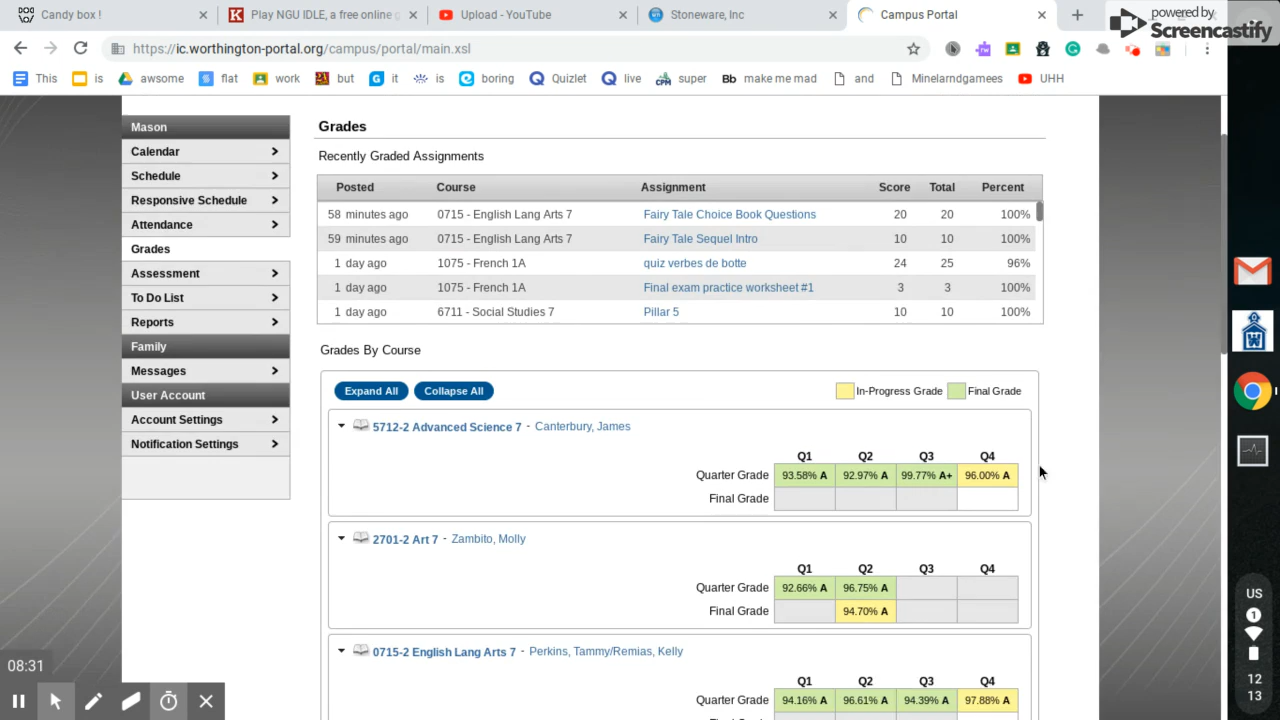 Candy box !
Play NGU IDLE, a free online g
Upload - YouTube
Stoneware, Inc
Campus Portal
powered by
Screencastify
https://ic.worthington-portal.org/campus/portal/main.xsl
This
is
awsome
flat
work
but
it
is
boring
Quizlet
live
super
Bb make me mad
and
Minelarndgames
UHH
Mason
Calendar
Schedule
Responsive Schedule
Attendance
Grades
Assessment
To Do List
Reports
Family
Messages
User Account
Account Settings
Notification Settings
Grades
Recently Graded Assignments
Posted Course Assignment Score Total Percent
58 minutes ago 0715 - English Lang Arts 7 Fairy Tale Choice Book Questions 20 20 100%
59 minutes ago 0715 - English Lang Arts 7 Fairy Tale Sequel Intro 10 10 100%
1 day ago 1075 - French 1A quiz verbes de botte 24 25 96%
1 day ago 1075 - French 1A Final exam practice worksheet #1 3 3 100%
1 day ago 6711 - Social Studies 7 Pillar 5 10 10 100%
Grades By Course
Expand All Collapse All In-Progress Grade Final Grade
5712-2 Advanced Science 7 - Canterbury, James
Q1 Q2 Q3 Q4
Quarter Grade 93.58% A 92.97% A 99.77% A+ 96.00% A
Final Grade
2701-2 Art 7 - Zambito, Molly
Q1 Q2 Q3 Q4
Quarter Grade 92.66% A 96.75% A
Final Grade 94.70% A
0715-2 English Lang Arts 7 - Perkins, Tammy/Remias, Kelly
Q1 Q2 Q3 Q4
Quarter Grade 94.16% A 96.61% A 94.39% A 97.88% A
08:31
US
1
12
13